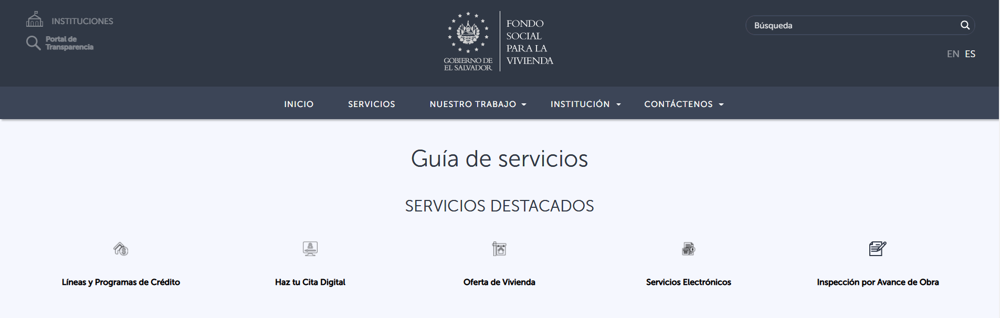 INSTITUCIONES
Portal de
Transparencia
GOBIERNO DE
EL SALVADOR
FONDO
SOCIAL
PARA LA
VIVIENDA
Búsqueda
EN ES
INICIO SERVICIOS NUESTRO TRABAJO INSTITUCIÓN CONTÁCTENOS
Guía de servicios
SERVICIOS DESTACADOS
Líneas y Programas de Crédito Haz tu Cita Digital Oferta de Vivienda Servicios Electrónicos Inspección por Avance de Obra